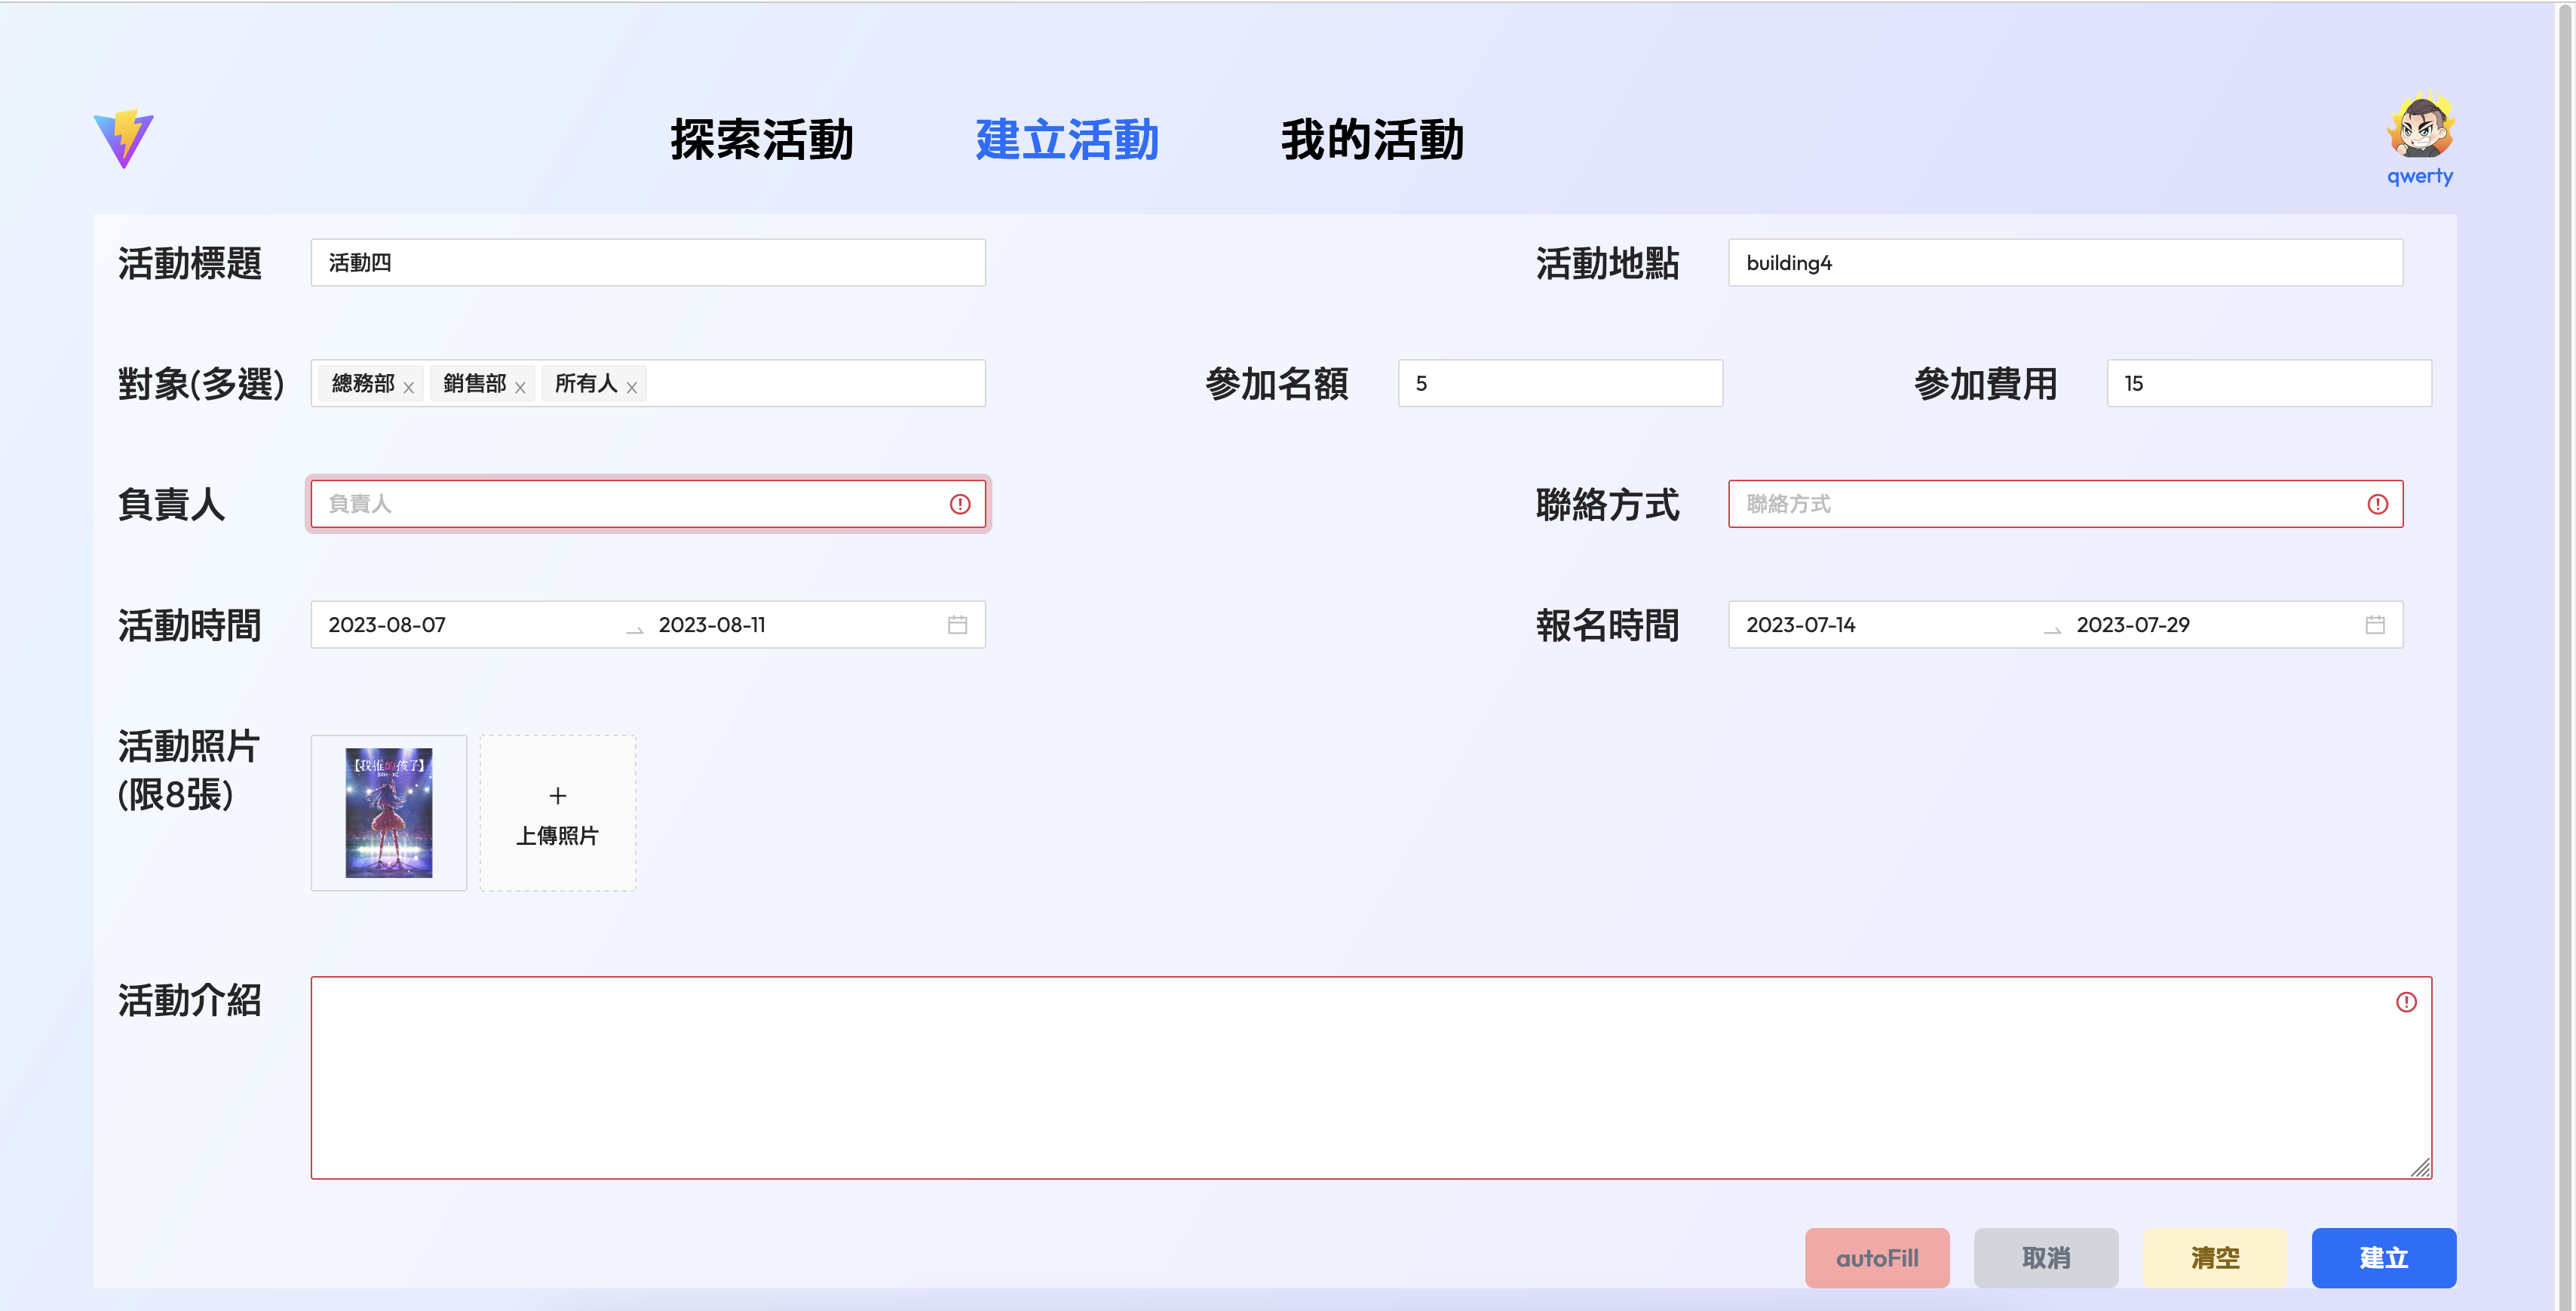 探索活動
建立活動
我的活動
qwerty
活動標題
活動四
活動地點
building4
對象(多選)
總務部 x
銷售部 x
所有人 x
參加名額
5
參加費用
15
負責人
負責人
聯絡方式
聯絡方式
活動時間
2023-08-07
2023-08-11
報名時間
2023-07-14
2023-07-29
活動照片
(限8張)
【我推的孩子】
+
上傳照片
活動介紹
autoFill
取消
清空
建立